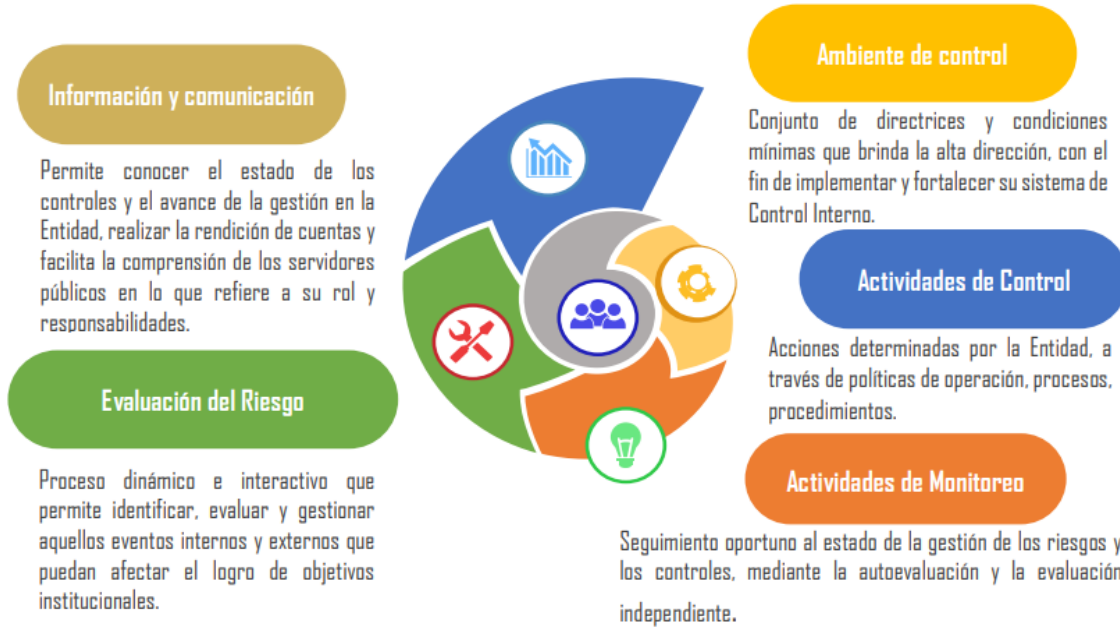 Información y comunicación
Permite conocer el estado de los
controles y el avance de la gestión en la
Entidad, realizar la rendición de cuentas y
facilita la comprensión de los servidores
públicos en lo que refiere a su rol y
responsabilidades.
Evaluación del Riesgo
Proceso dinámico e interactivo que
permite identificar, evaluar y gestionar
aquellos eventos internos y externos que
puedan afectar el logro de objetivos
institucionales.
Ambiente de control
Conjunto de directrices y condiciones
mínimas que brinda la alta dirección, con el
fin de implementar y fortalecer su sistema de
Control Interno.
Actividades de Control
Acciones determinadas por la Entidad, a
través de políticas de operación, procesos,
procedimientos.
Actividades de Monitoreo
Seguimiento oportuno al estado de la gestión de los riesgos y
los controles, mediante la autoevaluación y la evaluación
independiente.